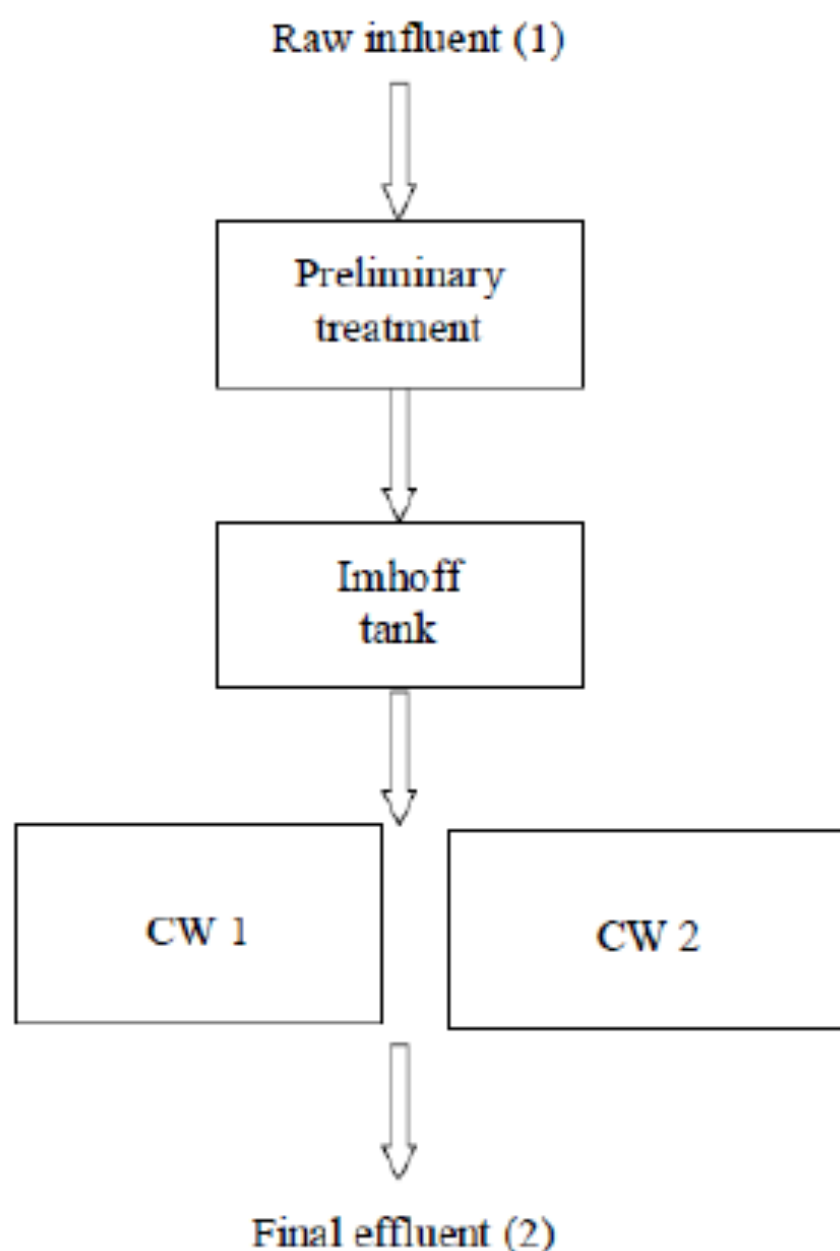 Raw influent (1)
Preliminary
treatment
Imhoff
tank
CW 1
CW 2
Final effluent (2)